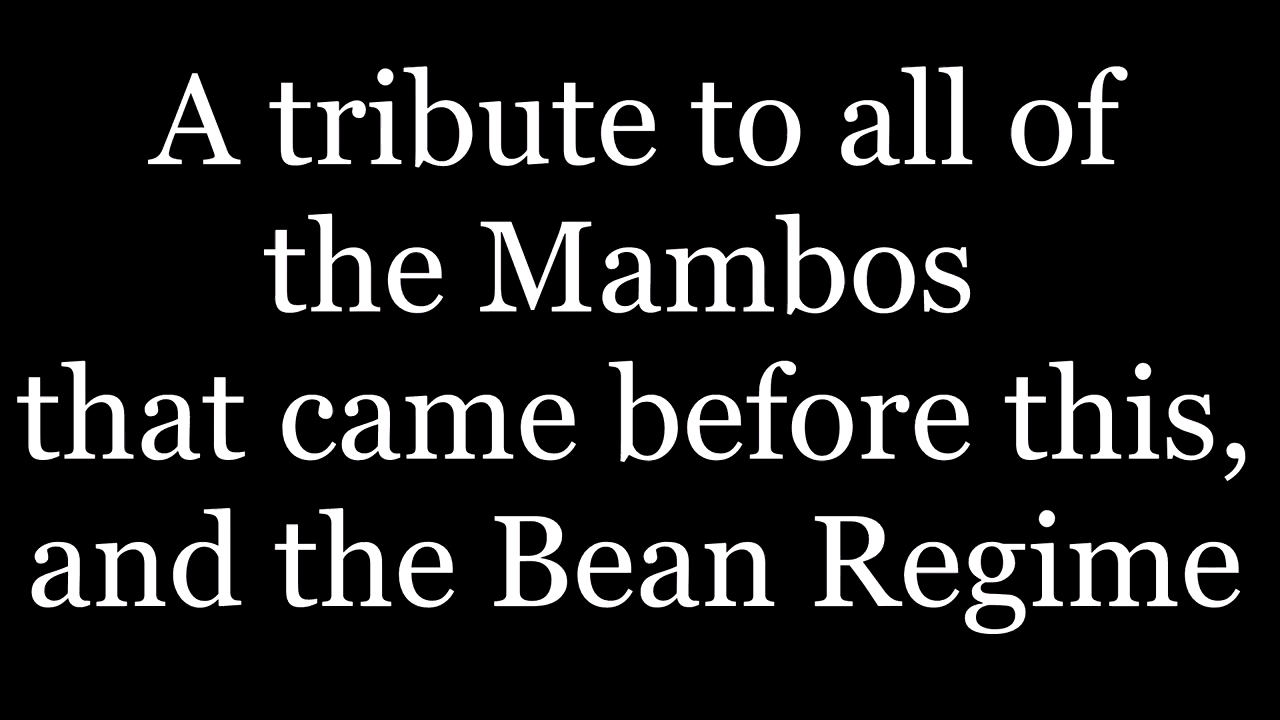 A tribute to all of
the Mambos
that came before this,
and the Bean Regime